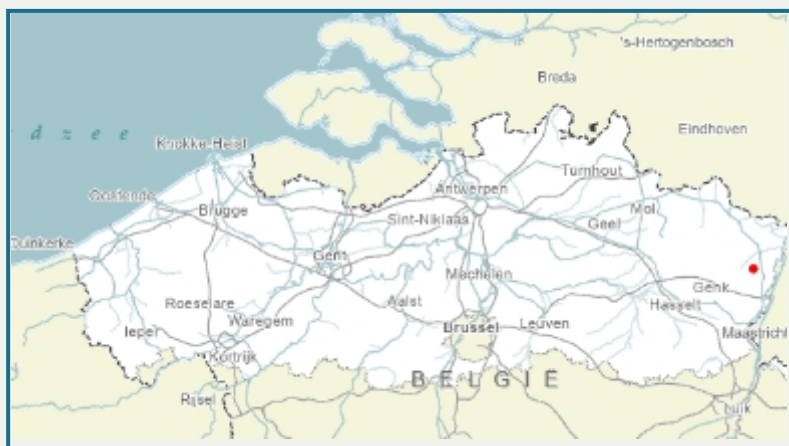 's-Hertogenbosch
Breda
Eindhoven
d z e e
Knokke-Heist
Turnhout
Antwerpen
Oostende
Brugge
Sint-Niklaas
Geel
Mol
Duinkerke
Gent
Mechelen
Genk
Roeselare
Aalst
Hasselt
Ieper
Waregem
Brussel
Leuven
Maastricht
Kortrijk
BELGIË
Rijsel
Luik